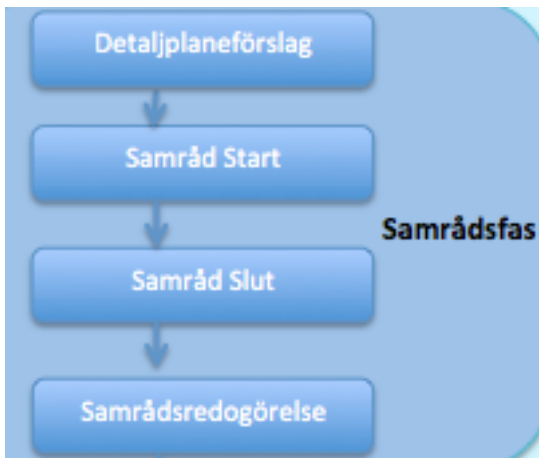 Detaljplaneförslag
Samråd Start
Samrådsfas
Samråd Slut
Samrådsredogörelse